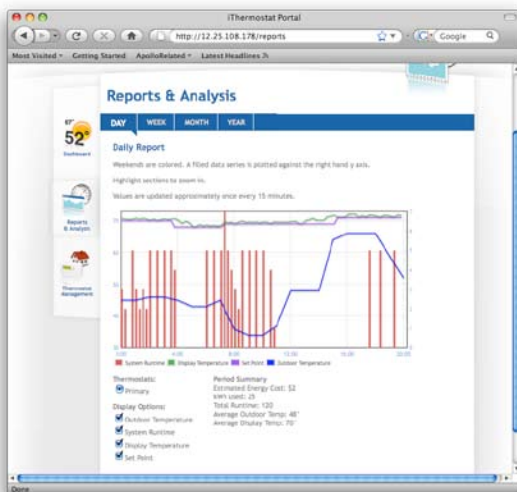 iThermostat Portal
http://12.25.108.178/reports
Google
Most Visited
Getting Started
ApolloRelated
Latest Headlines
Reports & Analysis
DAY
WEEK
MONTH
YEAR
52°
Dashboard
Reports
& Analysis
Thermostat
Management
Daily Report
Weekends are colored. A filled data series is plotted against the right hand y axis.
Highlight sections to zoom in.
Values are updated approximately once every 15 minutes.
System Runtime
Display Temperature
Set Point
Outdoor Temperature
Thermostats:
Primary
Display Options:
Outdoor Temperature
System Runtime
Display Temperature
Set Point
Period Summary
Estimated Energy Cost: $2
kWh used: 25
Total Runtime: 120
Average Outdoor Temp: 48°
Average Display Temp: 70°
Done